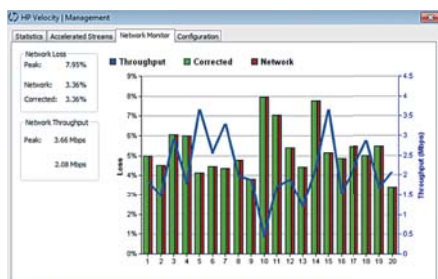 HP Velocity | Management
Statistics Accelerated Streams Network Monitor Configuration
Network Loss
Peak: 7.95%
Network: 3.36%
Corrected: 3.36%
Network Throughput
Peak: 3.66 Mbps
2.08 Mbps
Throughput Corrected Network
9% 4.5
8% 4
7% 3.5
6% 3
5% 2.5
4% 2
3% 1.5
2% 1
1% 0.5
0% 0
Loss
Throughput (Mbps)
1 2 3 4 5 6 7 8 9 10 11 12 13 14 15 16 17 18 19 20